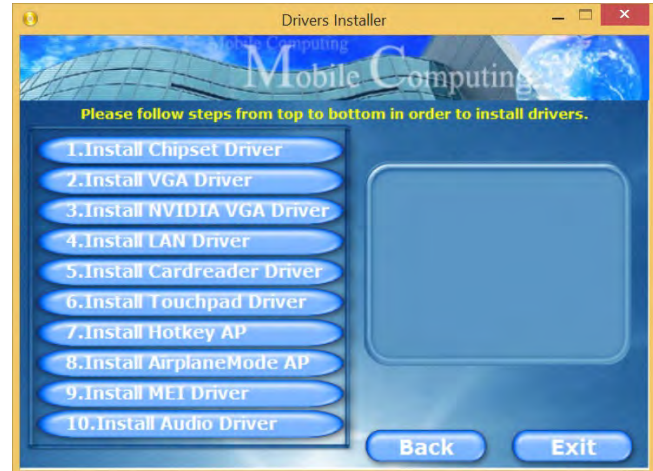 Drivers Installer
Mobile Computing
Mobile Computing
Please follow steps from top to bottom in order to install drivers.
1.Install Chipset Driver
2.Install VGA Driver
3.Install NVIDIA VGA Driver
4.Install LAN Driver
5.Install Cardreader Driver
6.Install Touchpad Driver
7.Install Hotkey AP
8.Install AirplaneMode AP
9.Install MEI Driver
10.Install Audio Driver
Back
Exit